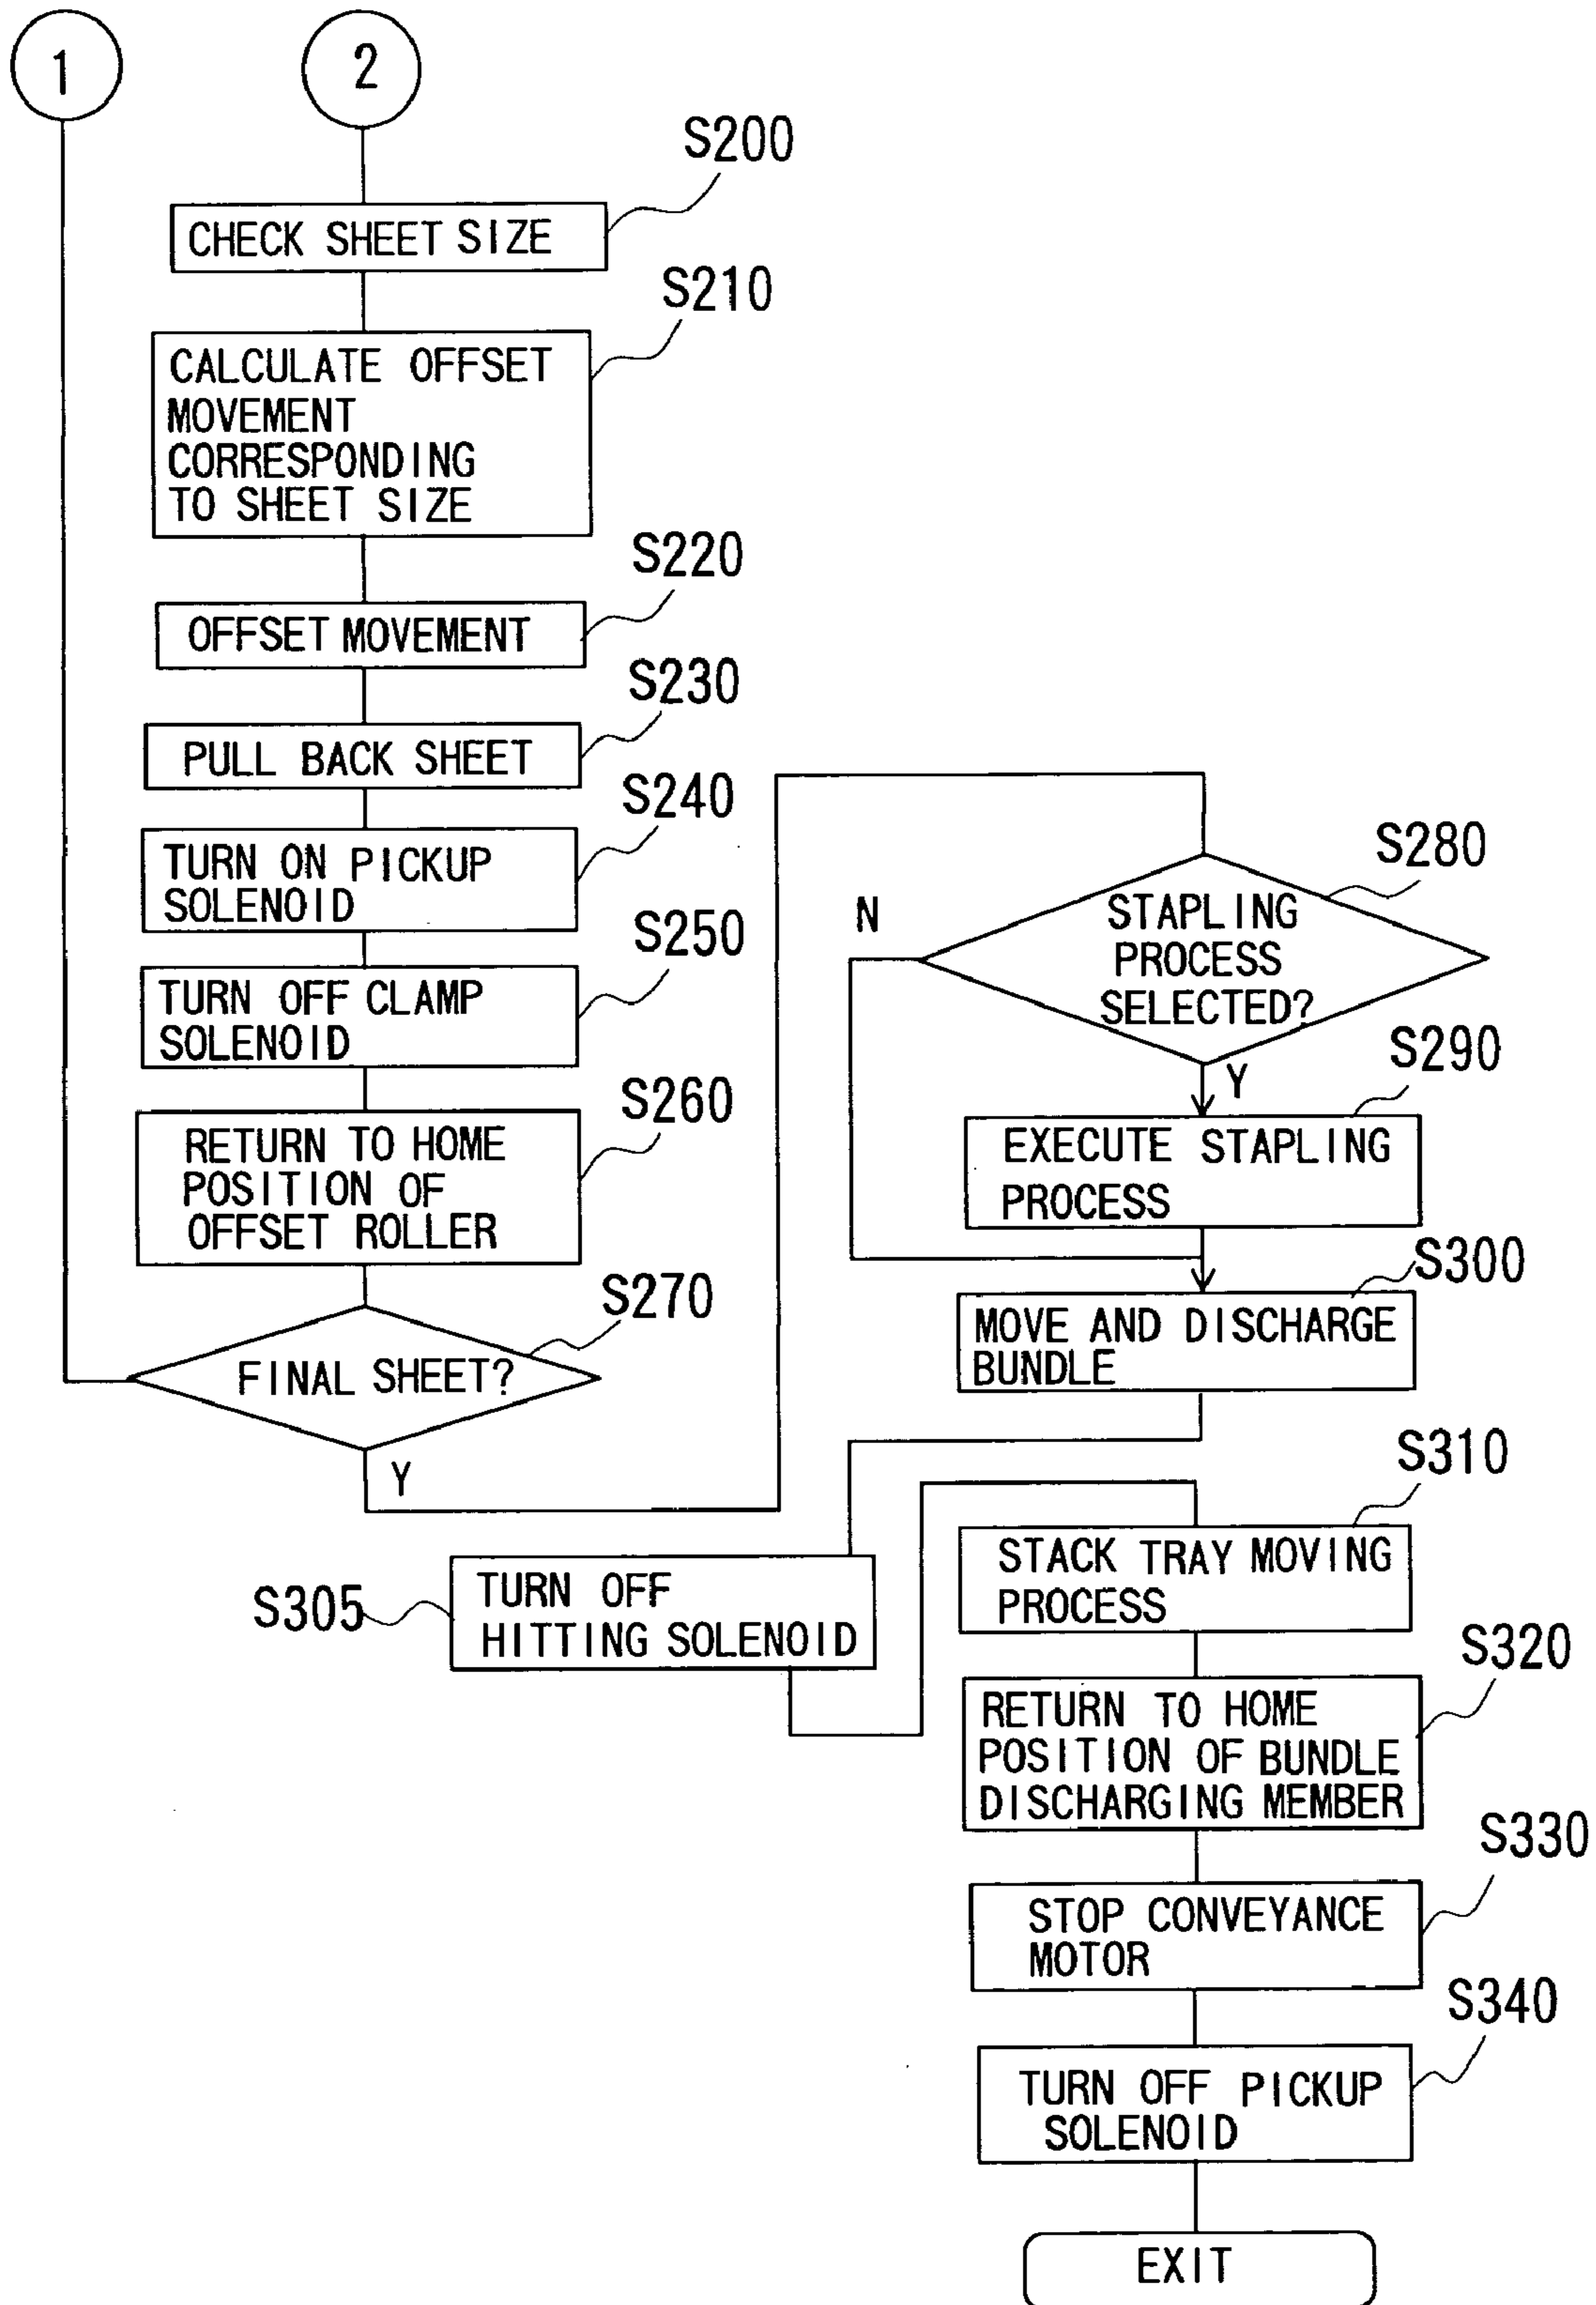 1
2
S200
CHECK SHEET SIZE
S210
CALCULATE OFFSET
MOVEMENT
CORRESPONDING
TO SHEET SIZE
S220
OFFSET MOVEMENT
S230
PULL BACK SHEET
S240
TURN ON PICKUP
SOLENOID
S250
TURN OFF CLAMP
SOLENOID
S260
RETURN TO HOME
POSITION OF
OFFSET ROLLER
S270
FINAL SHEET?
Y
S280
N
STAPLING
PROCESS
SELECTED?
Y
S290
EXECUTE STAPLING
PROCESS
S300
MOVE AND DISCHARGE
BUNDLE
S305
TURN OFF
HITTING SOLENOID
S310
STACK TRAY MOVING
PROCESS
S320
RETURN TO HOME
POSITION OF BUNDLE
DISCHARGING MEMBER
S330
STOP CONVEYANCE
MOTOR
S340
TURN OFF PICKUP
SOLENOID
EXIT